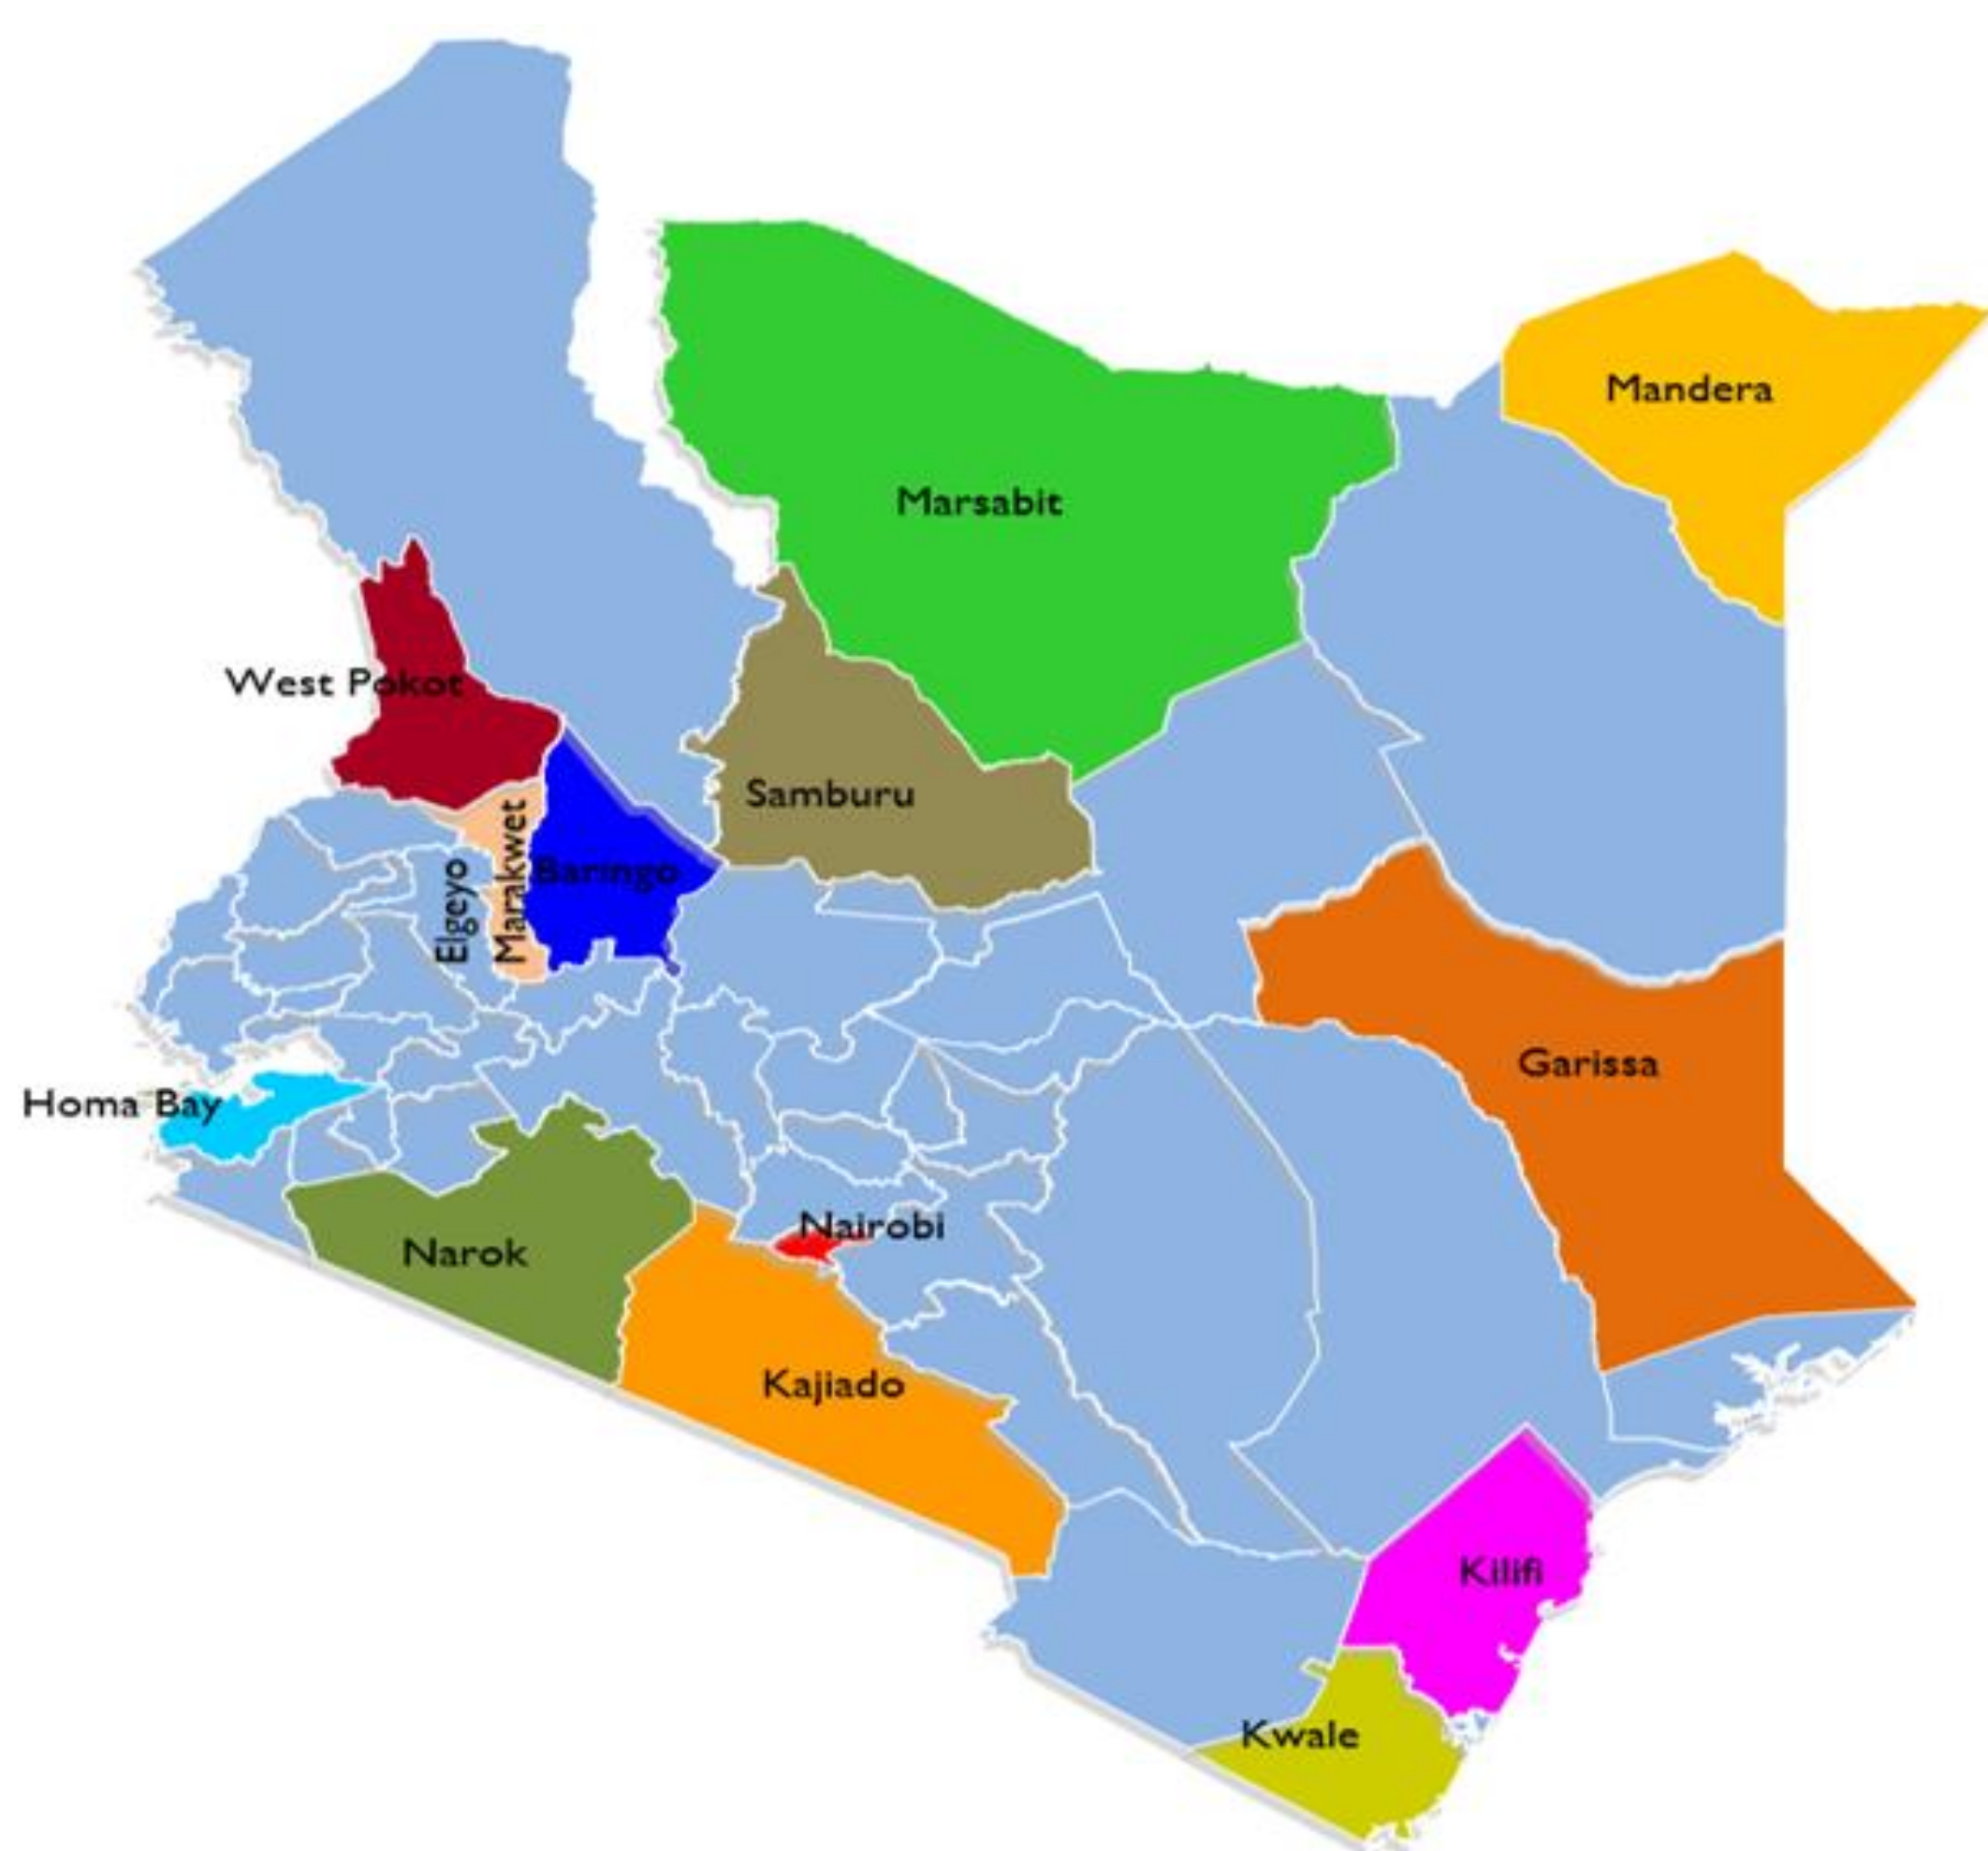 Mandera
Marsabit
West Pokot
Samburu
Elgeyo
Marakwet
Baringo
Garissa
Homa Bay
Nairobi
Narok
Kajiado
Kilifi
Kwale